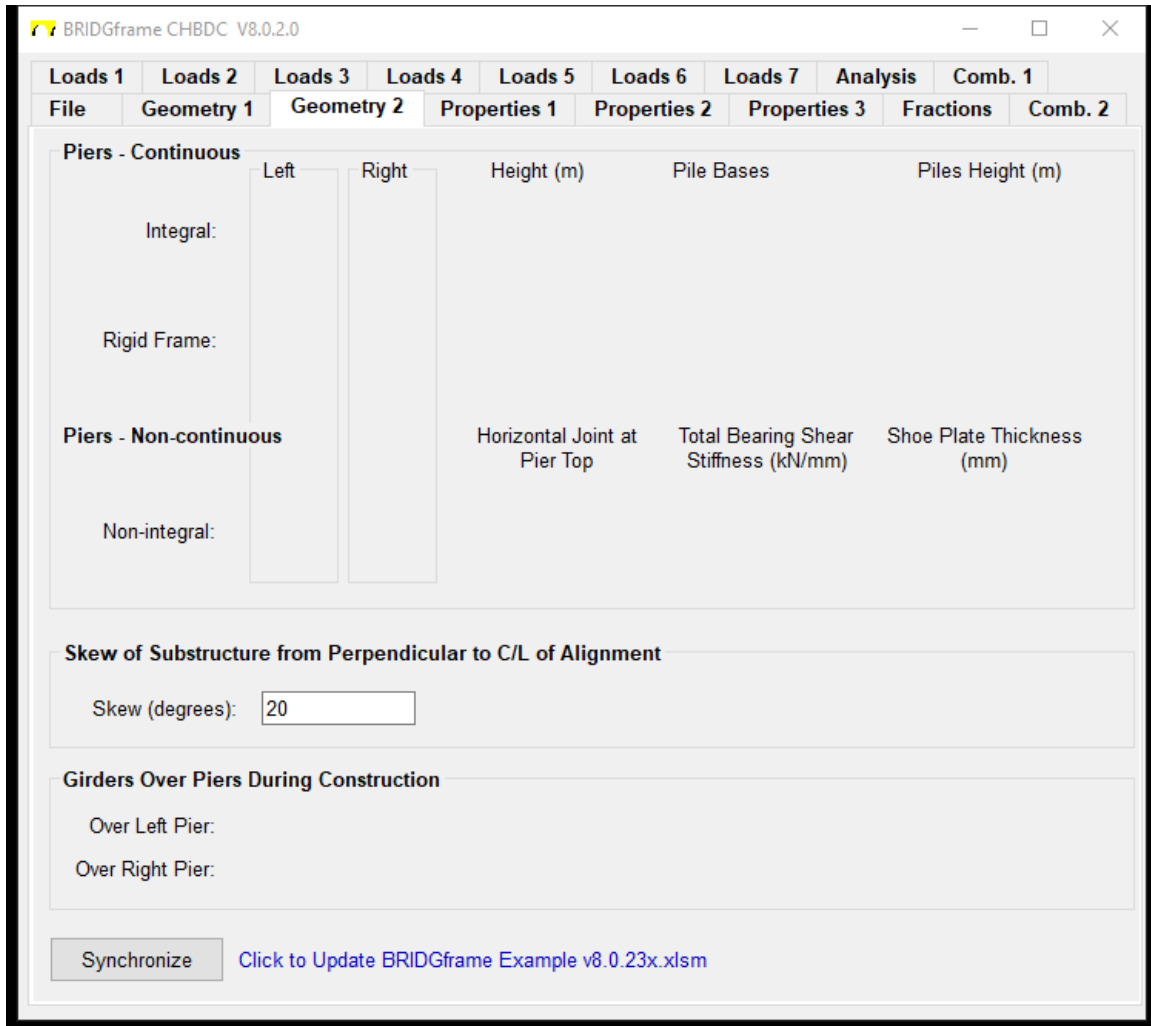 BRIDGframe CHBDC V8.0.2.0
Loads 1 Loads 2 Loads 3 Loads 4 Loads 5 Loads 6 Loads 7 Analysis Comb. 1
File Geometry 1 Geometry 2 Properties 1 Properties 2 Properties 3 Fractions Comb. 2
Piers - Continuous
Left Right Height (m) Pile Bases Piles Height (m)
Integral:
Rigid Frame:
Piers - Non-continuous
Horizontal Joint at Pier Top
Total Bearing Shear Stiffness (kN/mm)
Shoe Plate Thickness (mm)
Non-integral:
Skew of Substructure from Perpendicular to C/L of Alignment
Skew (degrees): 20
Girders Over Piers During Construction
Over Left Pier:
Over Right Pier:
Synchronize Click to Update BRIDGframe Example v8.0.23x.xlsm